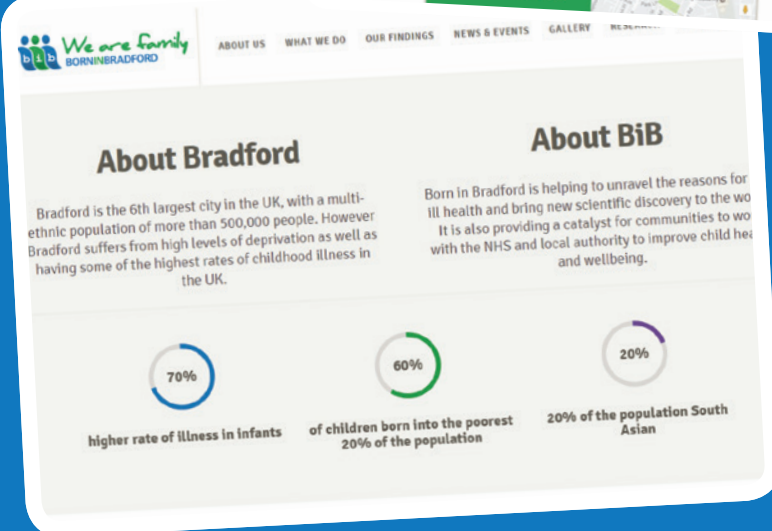 We are family
bib BORNINBRADFORD
ABOUT US WHAT WE DO OUR FINDINGS NEWS & EVENTS GALLERY
About Bradford
Bradford is the 6th largest city in the UK, with a multi-
ethnic population of more than 500,000 people. However
Bradford suffers from high levels of deprivation as well as
having some of the highest rates of childhood illness in
the UK.
About BiB
Born in Bradford is helping to unravel the reasons for
ill health and bring new scientific discovery to the wo
It is also providing a catalyst for communities to wo
with the NHS and local authority to improve child hea
and wellbeing.
70%
higher rate of illness in infants
60%
of children born into the poorest
20% of the population
20%
20% of the population South
Asian